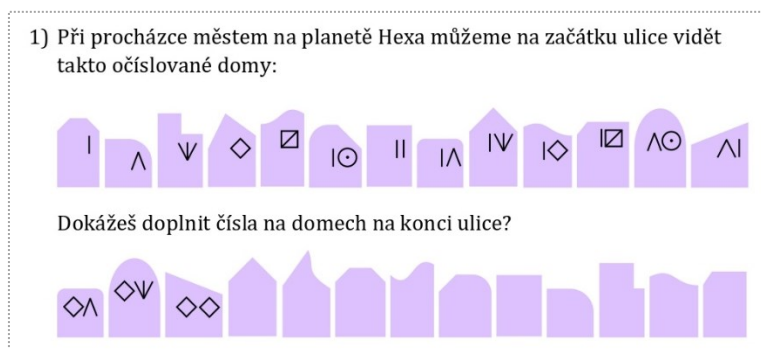 1) Při procházce městem na planetě Hexa můžeme na začátku ulice vidět
takto očíslované domy:
| Λ Ѱ ◇ ⍁ |⊙ || |Λ |Ѱ |◇ |⍁ Λ⊙ Λ|
Dokážeš doplnit čísla na domech na konci ulice?
◇Λ ◇Ѱ ◇◇